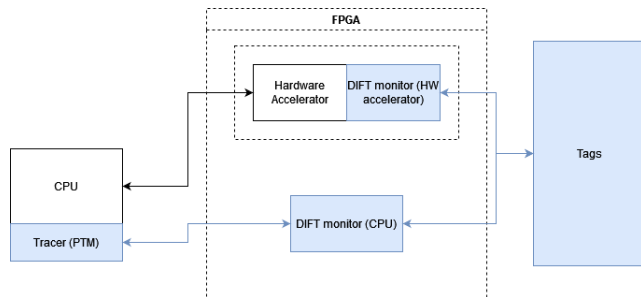 FPGA
Hardware
Accelerator
DIFT monitor (HW
accelerator)
CPU
Tags
Tracer (PTM)
DIFT monitor (CPU)